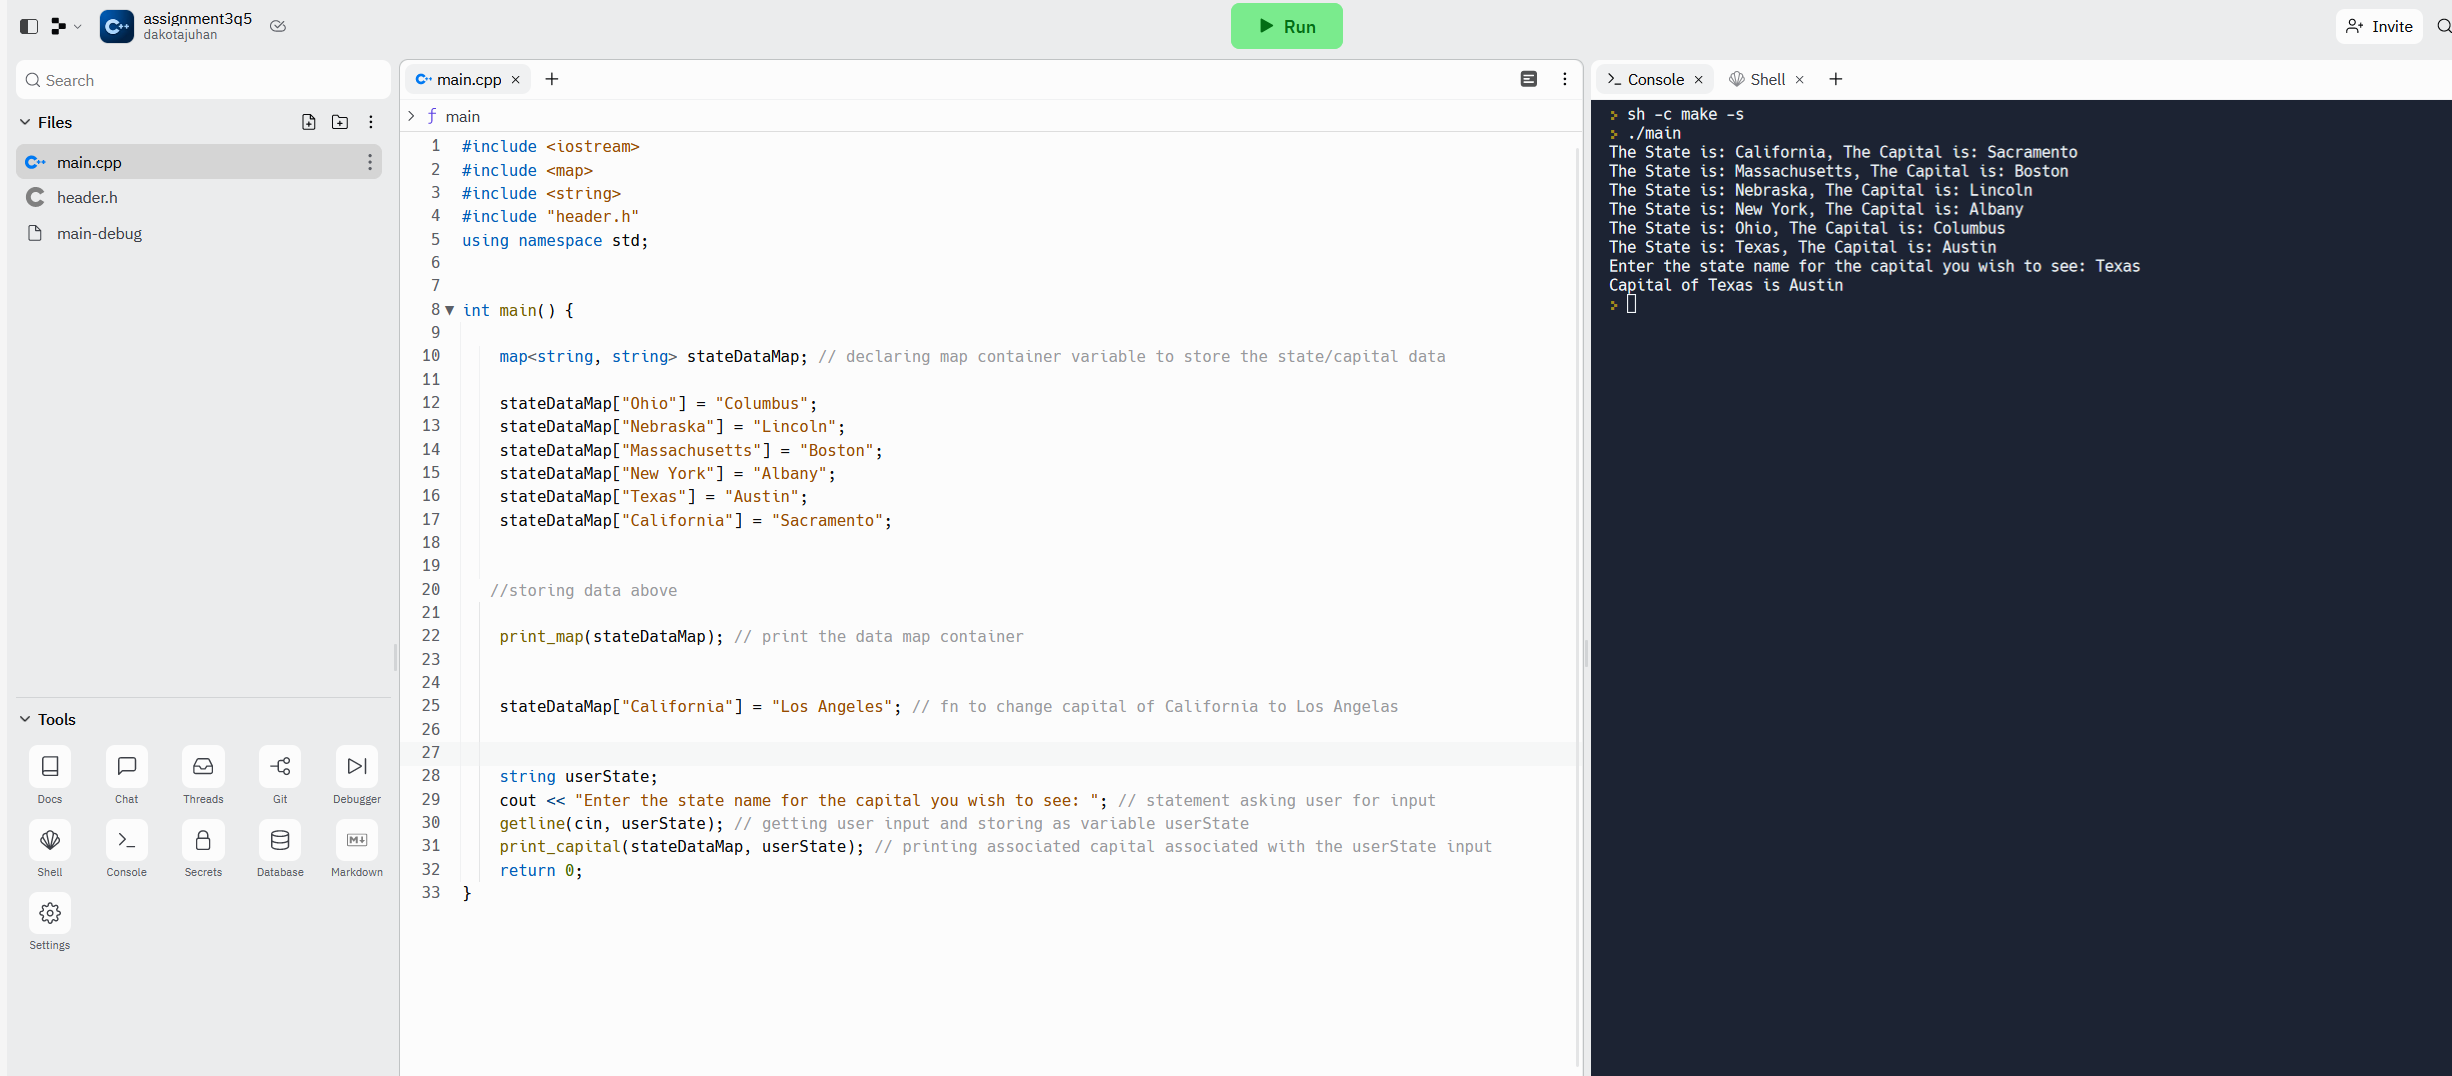 assignment3q5
dakotajuhan
Run
Invite
Search
Files
main.cpp
header.h
main-debug
Tools
Docs Chat Threads Git Debugger
Shell Console Secrets Database Markdown
Settings
main.cpp
main
1 #include <iostream>
2 #include <map>
3 #include <string>
4 #include "header.h"
5 using namespace std;
6
7
8 int main() {
9
10 map<string, string> stateDataMap; // declaring map container variable to store the state/capital data
11
12 stateDataMap["Ohio"] = "Columbus";
13 stateDataMap["Nebraska"] = "Lincoln";
14 stateDataMap["Massachusetts"] = "Boston";
15 stateDataMap["New York"] = "Albany";
16 stateDataMap["Texas"] = "Austin";
17 stateDataMap["California"] = "Sacramento";
18
19
20 //storing data above
21
22 print_map(stateDataMap); // print the data map container
23
24
25 stateDataMap["California"] = "Los Angeles"; // fn to change capital of California to Los Angelas
26
27
28 string userState;
29 cout << "Enter the state name for the capital you wish to see: "; // statement asking user for input
30 getline(cin, userState); // getting user input and storing as variable userState
31 print_capital(stateDataMap, userState); // printing associated capital associated with the userState input
32 return 0;
33 }
Console Shell
sh -c make -s
./main
The State is: California, The Capital is: Sacramento
The State is: Massachusetts, The Capital is: Boston
The State is: Nebraska, The Capital is: Lincoln
The State is: New York, The Capital is: Albany
The State is: Ohio, The Capital is: Columbus
The State is: Texas, The Capital is: Austin
Enter the state name for the capital you wish to see: Texas
Capital of Texas is Austin